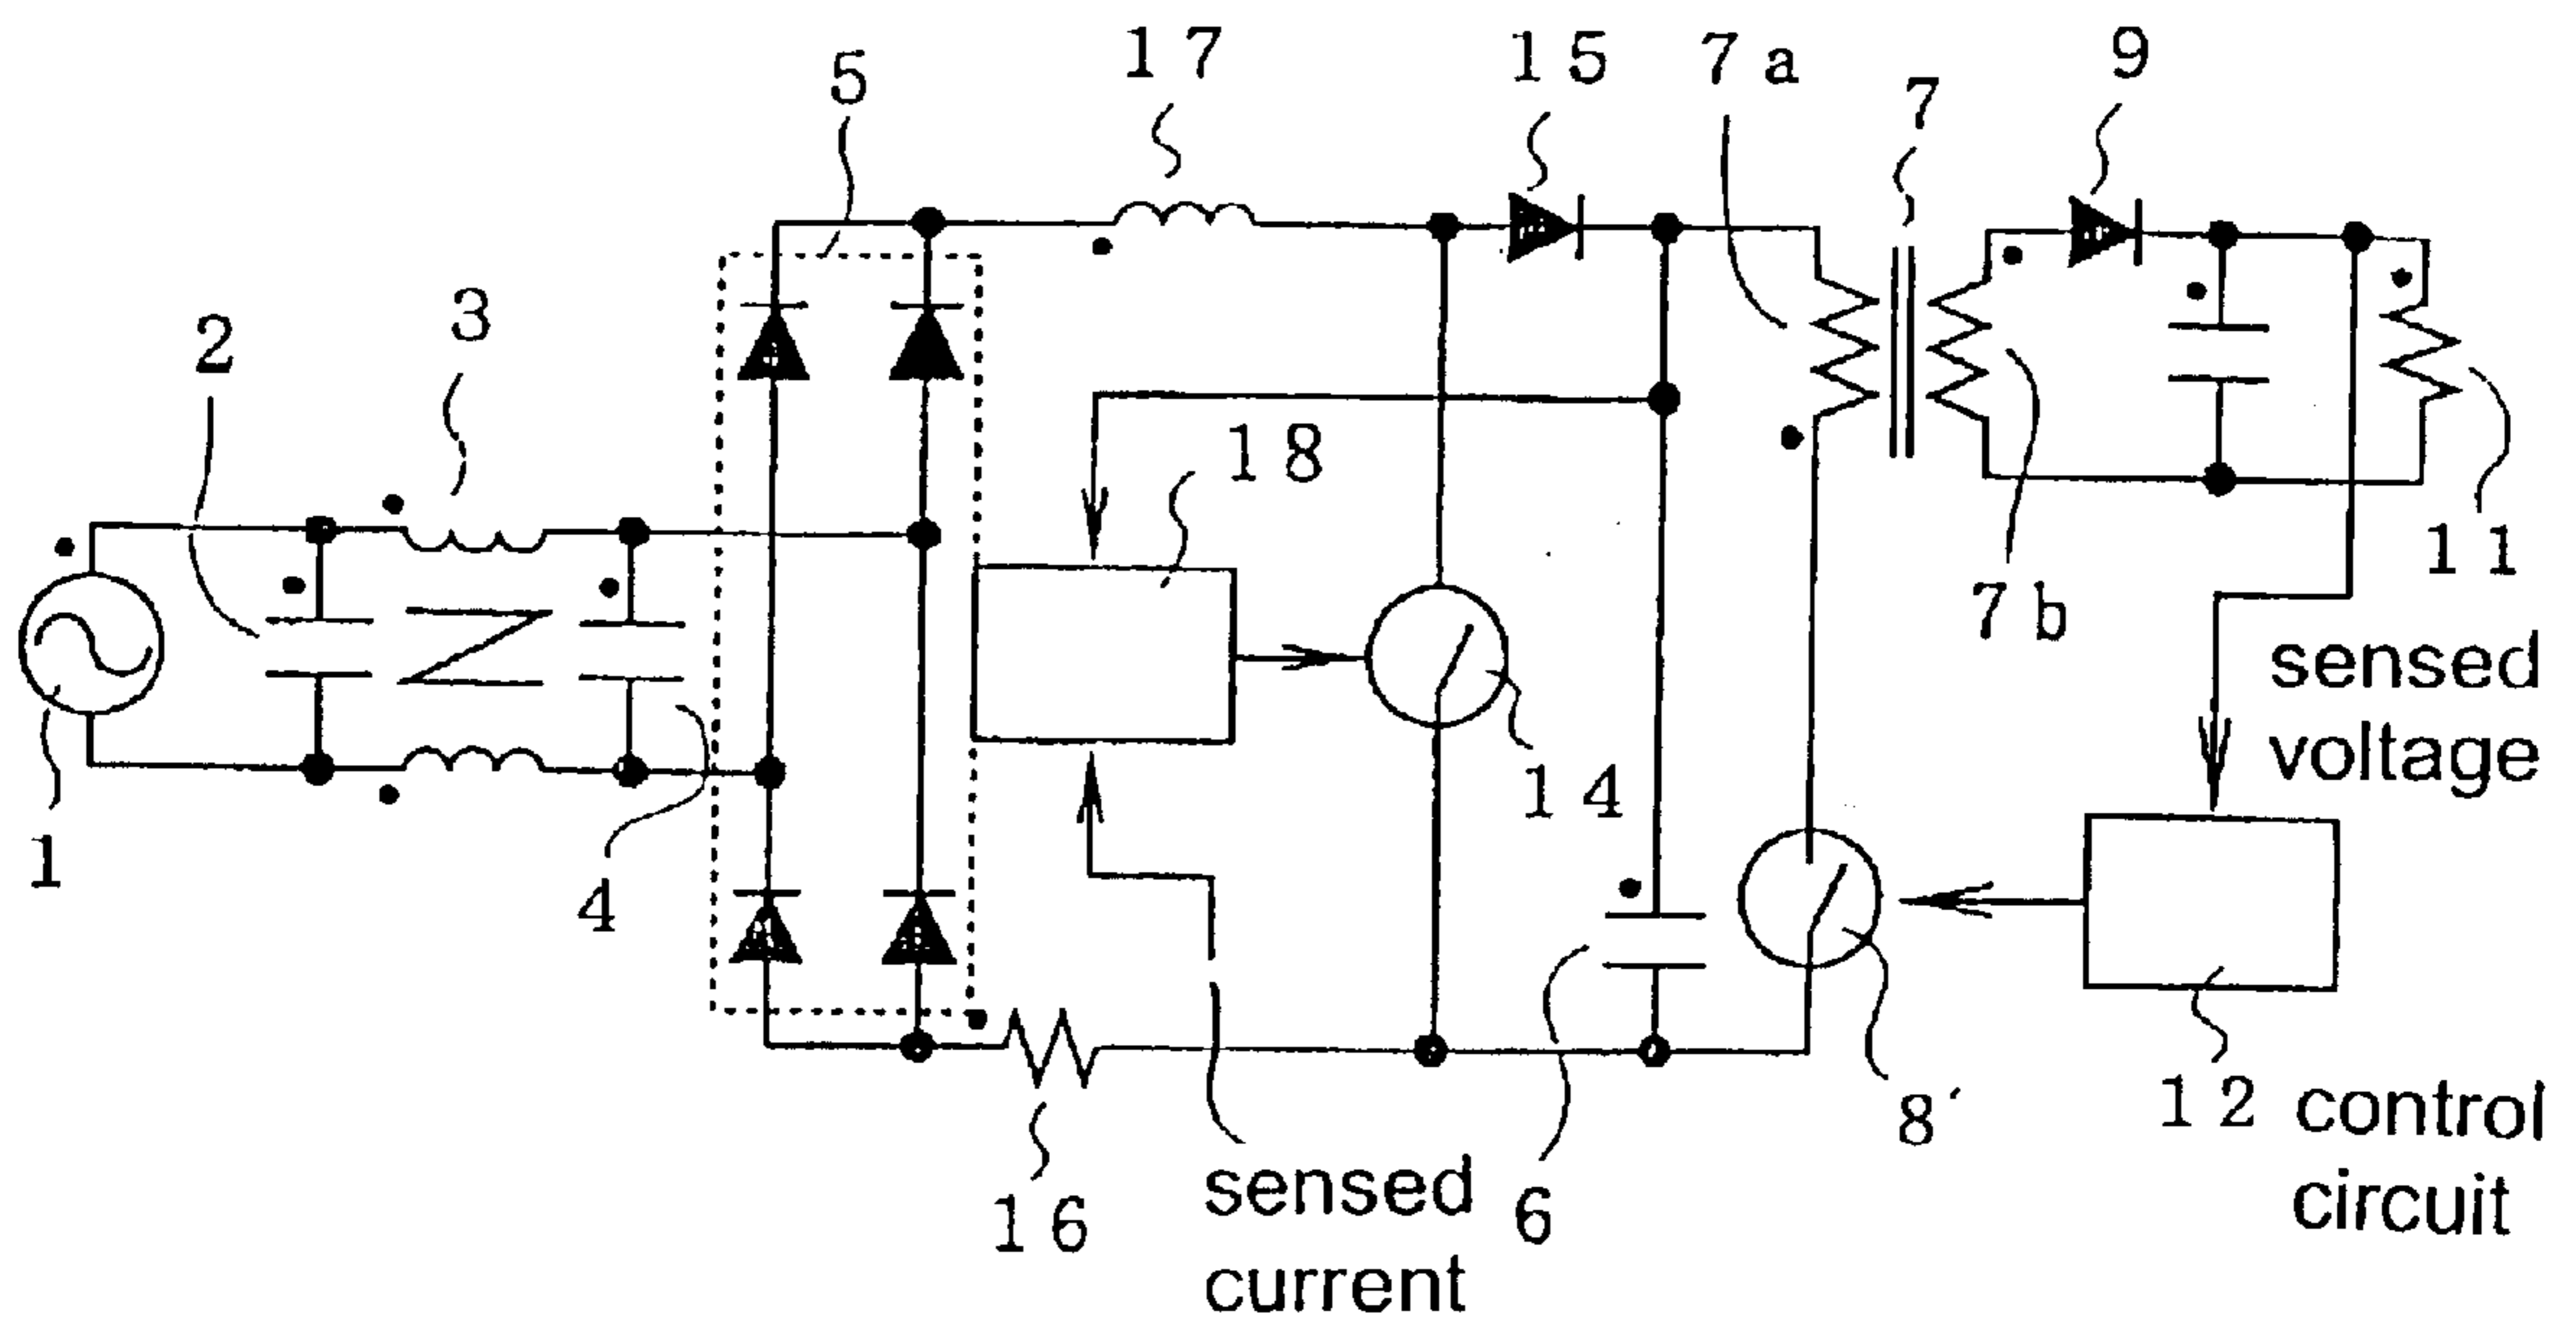 17
15
7a
9
5
7
3
2
18
11
7b
sensed
voltage
14
1
4
12
control
circuit
8'
16
sensed
current
6